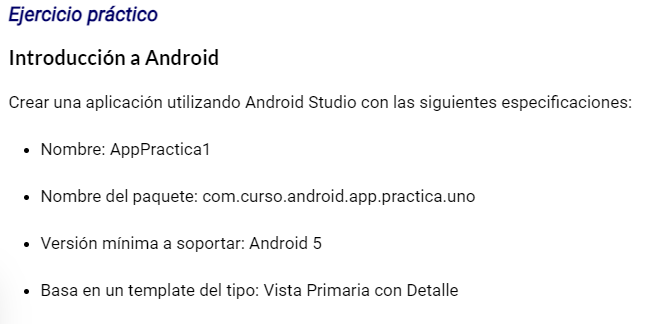 Ejercicio práctico
Introducción a Android
Crear una aplicación utilizando Android Studio con las siguientes especificaciones:
• Nombre: AppPractica1
• Nombre del paquete: com.curso.android.app.practica.uno
• Versión mínima a soportar: Android 5
• Basa en un template del tipo: Vista Primaria con Detalle